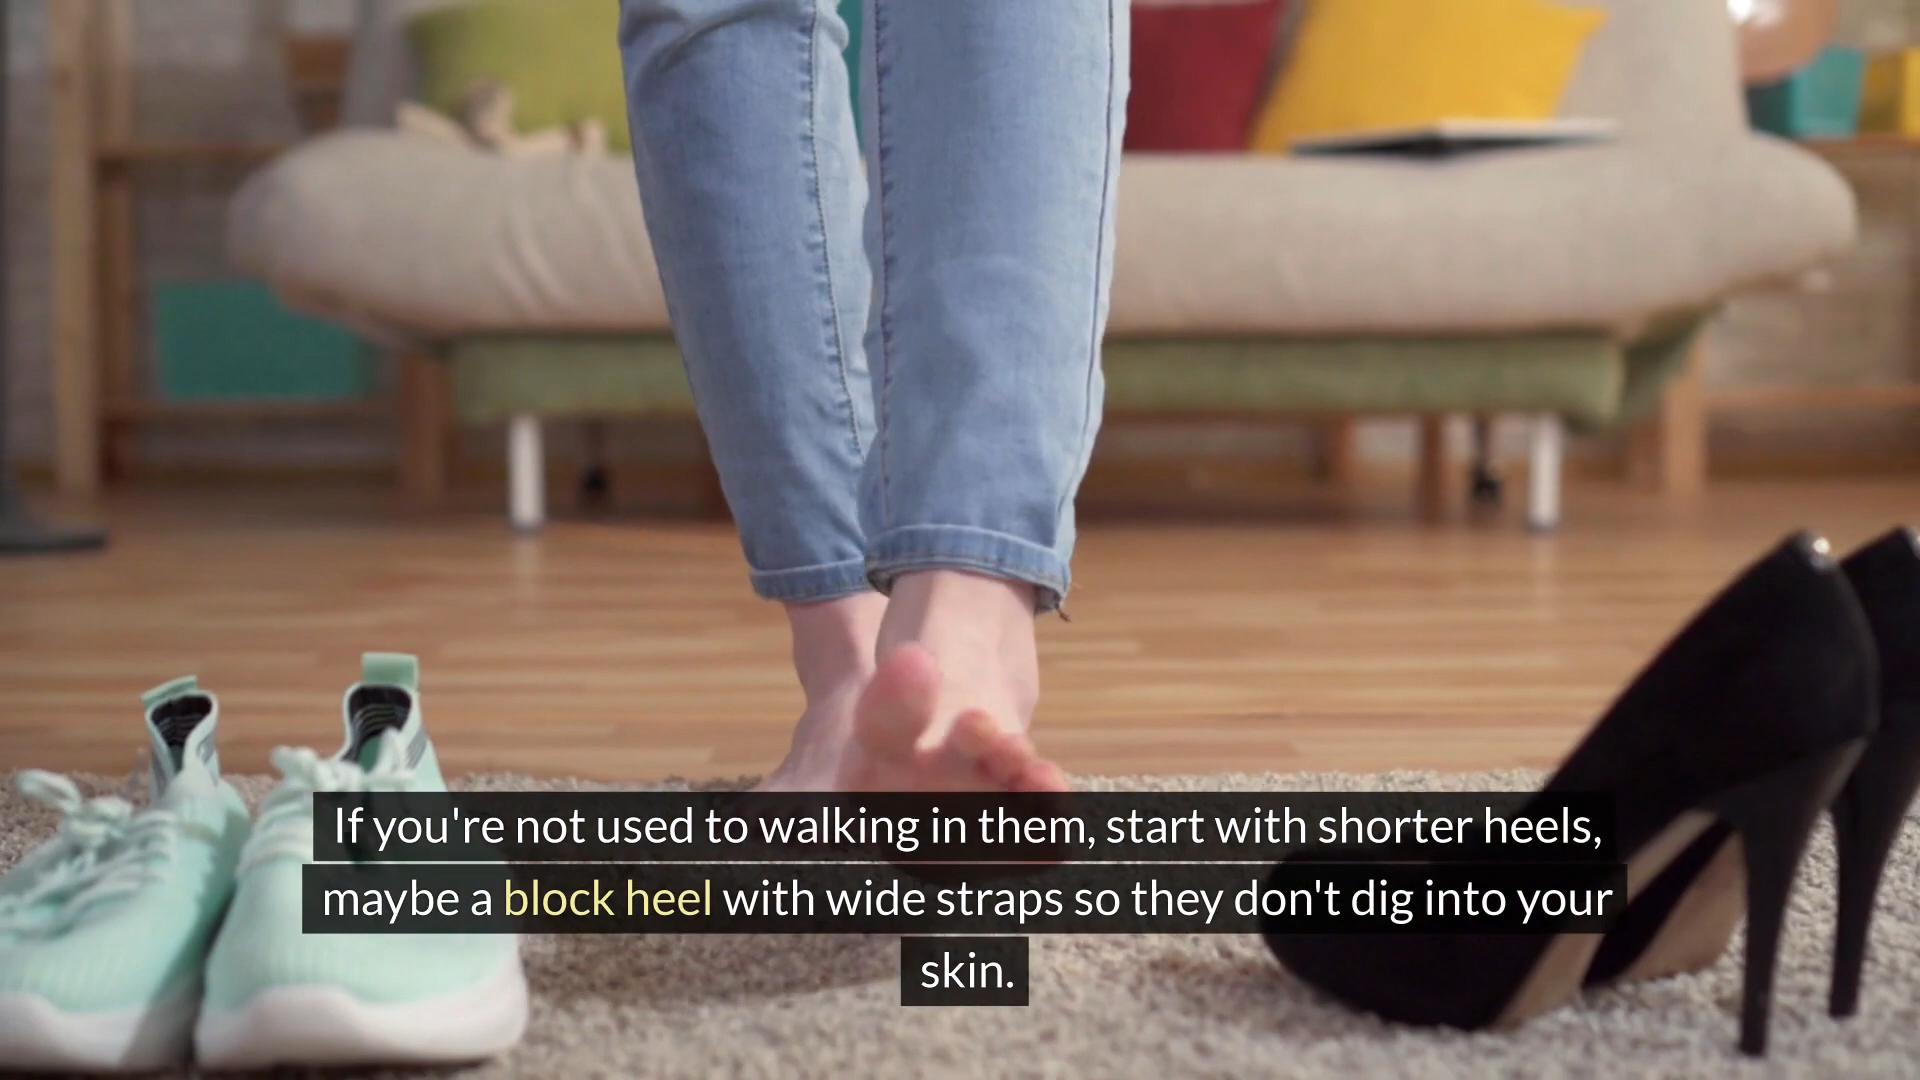 If you're not used to walking in them, start with shorter heels,
maybe a block heel with wide straps so they don't dig into your
skin.